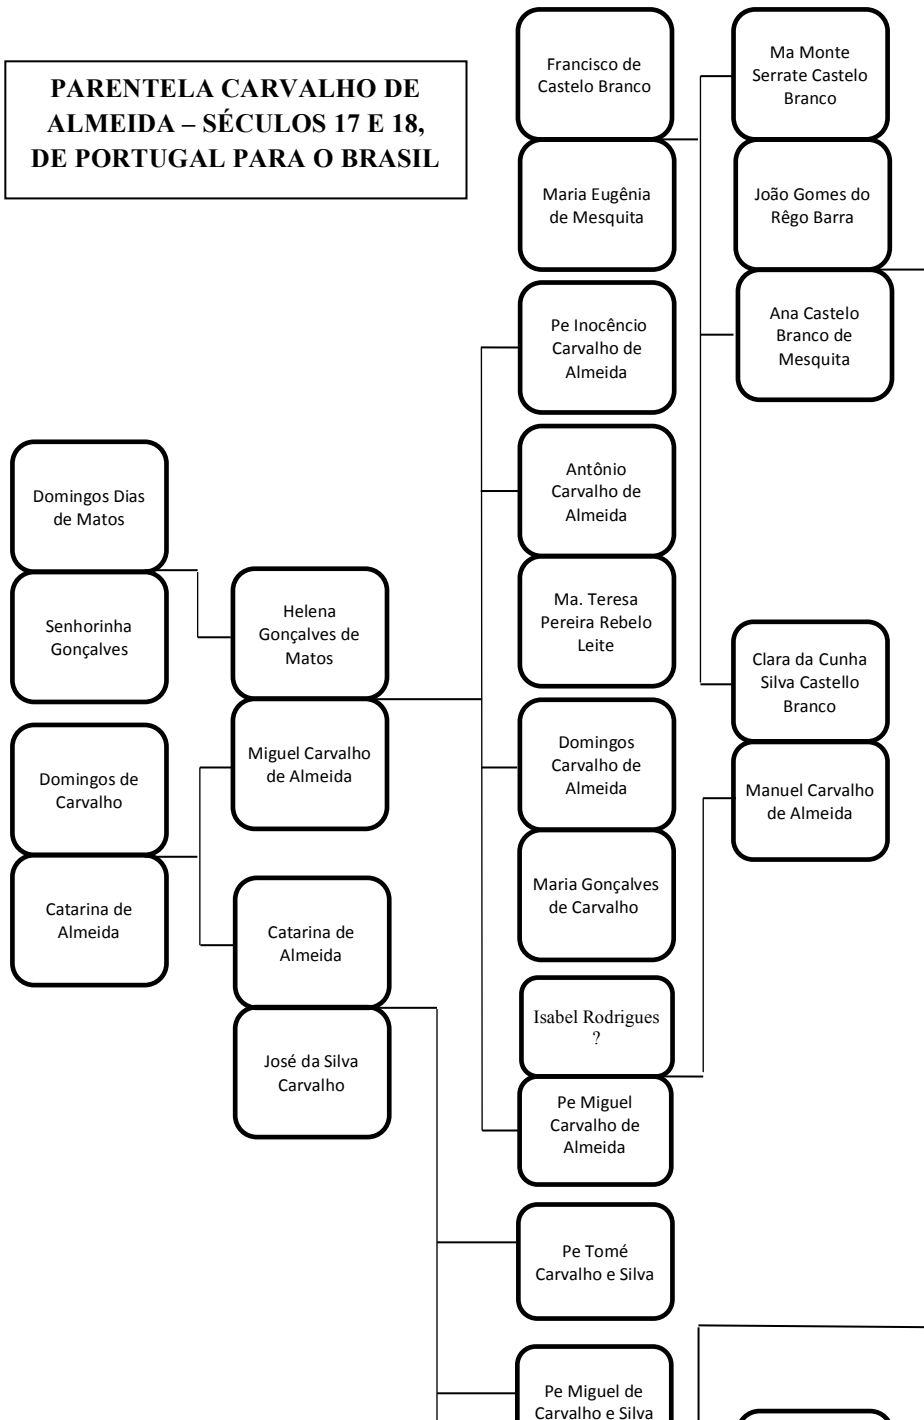 PARENTELA CARVALHO DE
ALMEIDA – SÉCULOS 17 E 18,
DE PORTUGAL PARA O BRASIL
Domingos Dias
de Matos
Senhorinha
Gonçalves
Domingos de
Carvalho
Catarina de
Almeida
Helena
Gonçalves de
Matos
Miguel Carvalho
de Almeida
Catarina de
Almeida
José da Silva
Carvalho
Francisco de
Castelo Branco
Maria Eugênia
de Mesquita
Pe Inocêncio
Carvalho de
Almeida
Antônio
Carvalho de
Almeida
Ma. Teresa
Pereira Rebelo
Leite
Domingos
Carvalho de
Almeida
Maria Gonçalves
de Carvalho
Isabel Rodrigues
?
Pe Miguel
Carvalho de
Almeida
Pe Tomé
Carvalho e Silva
Pe Miguel de
Carvalho e Silva
Ma Monte
Serrate Castelo
Branco
João Gomes do
Rêgo Barra
Ana Castelo
Branco de
Mesquita
Clara da Cunha
Silva Castello
Branco
Manuel Carvalho
de Almeida